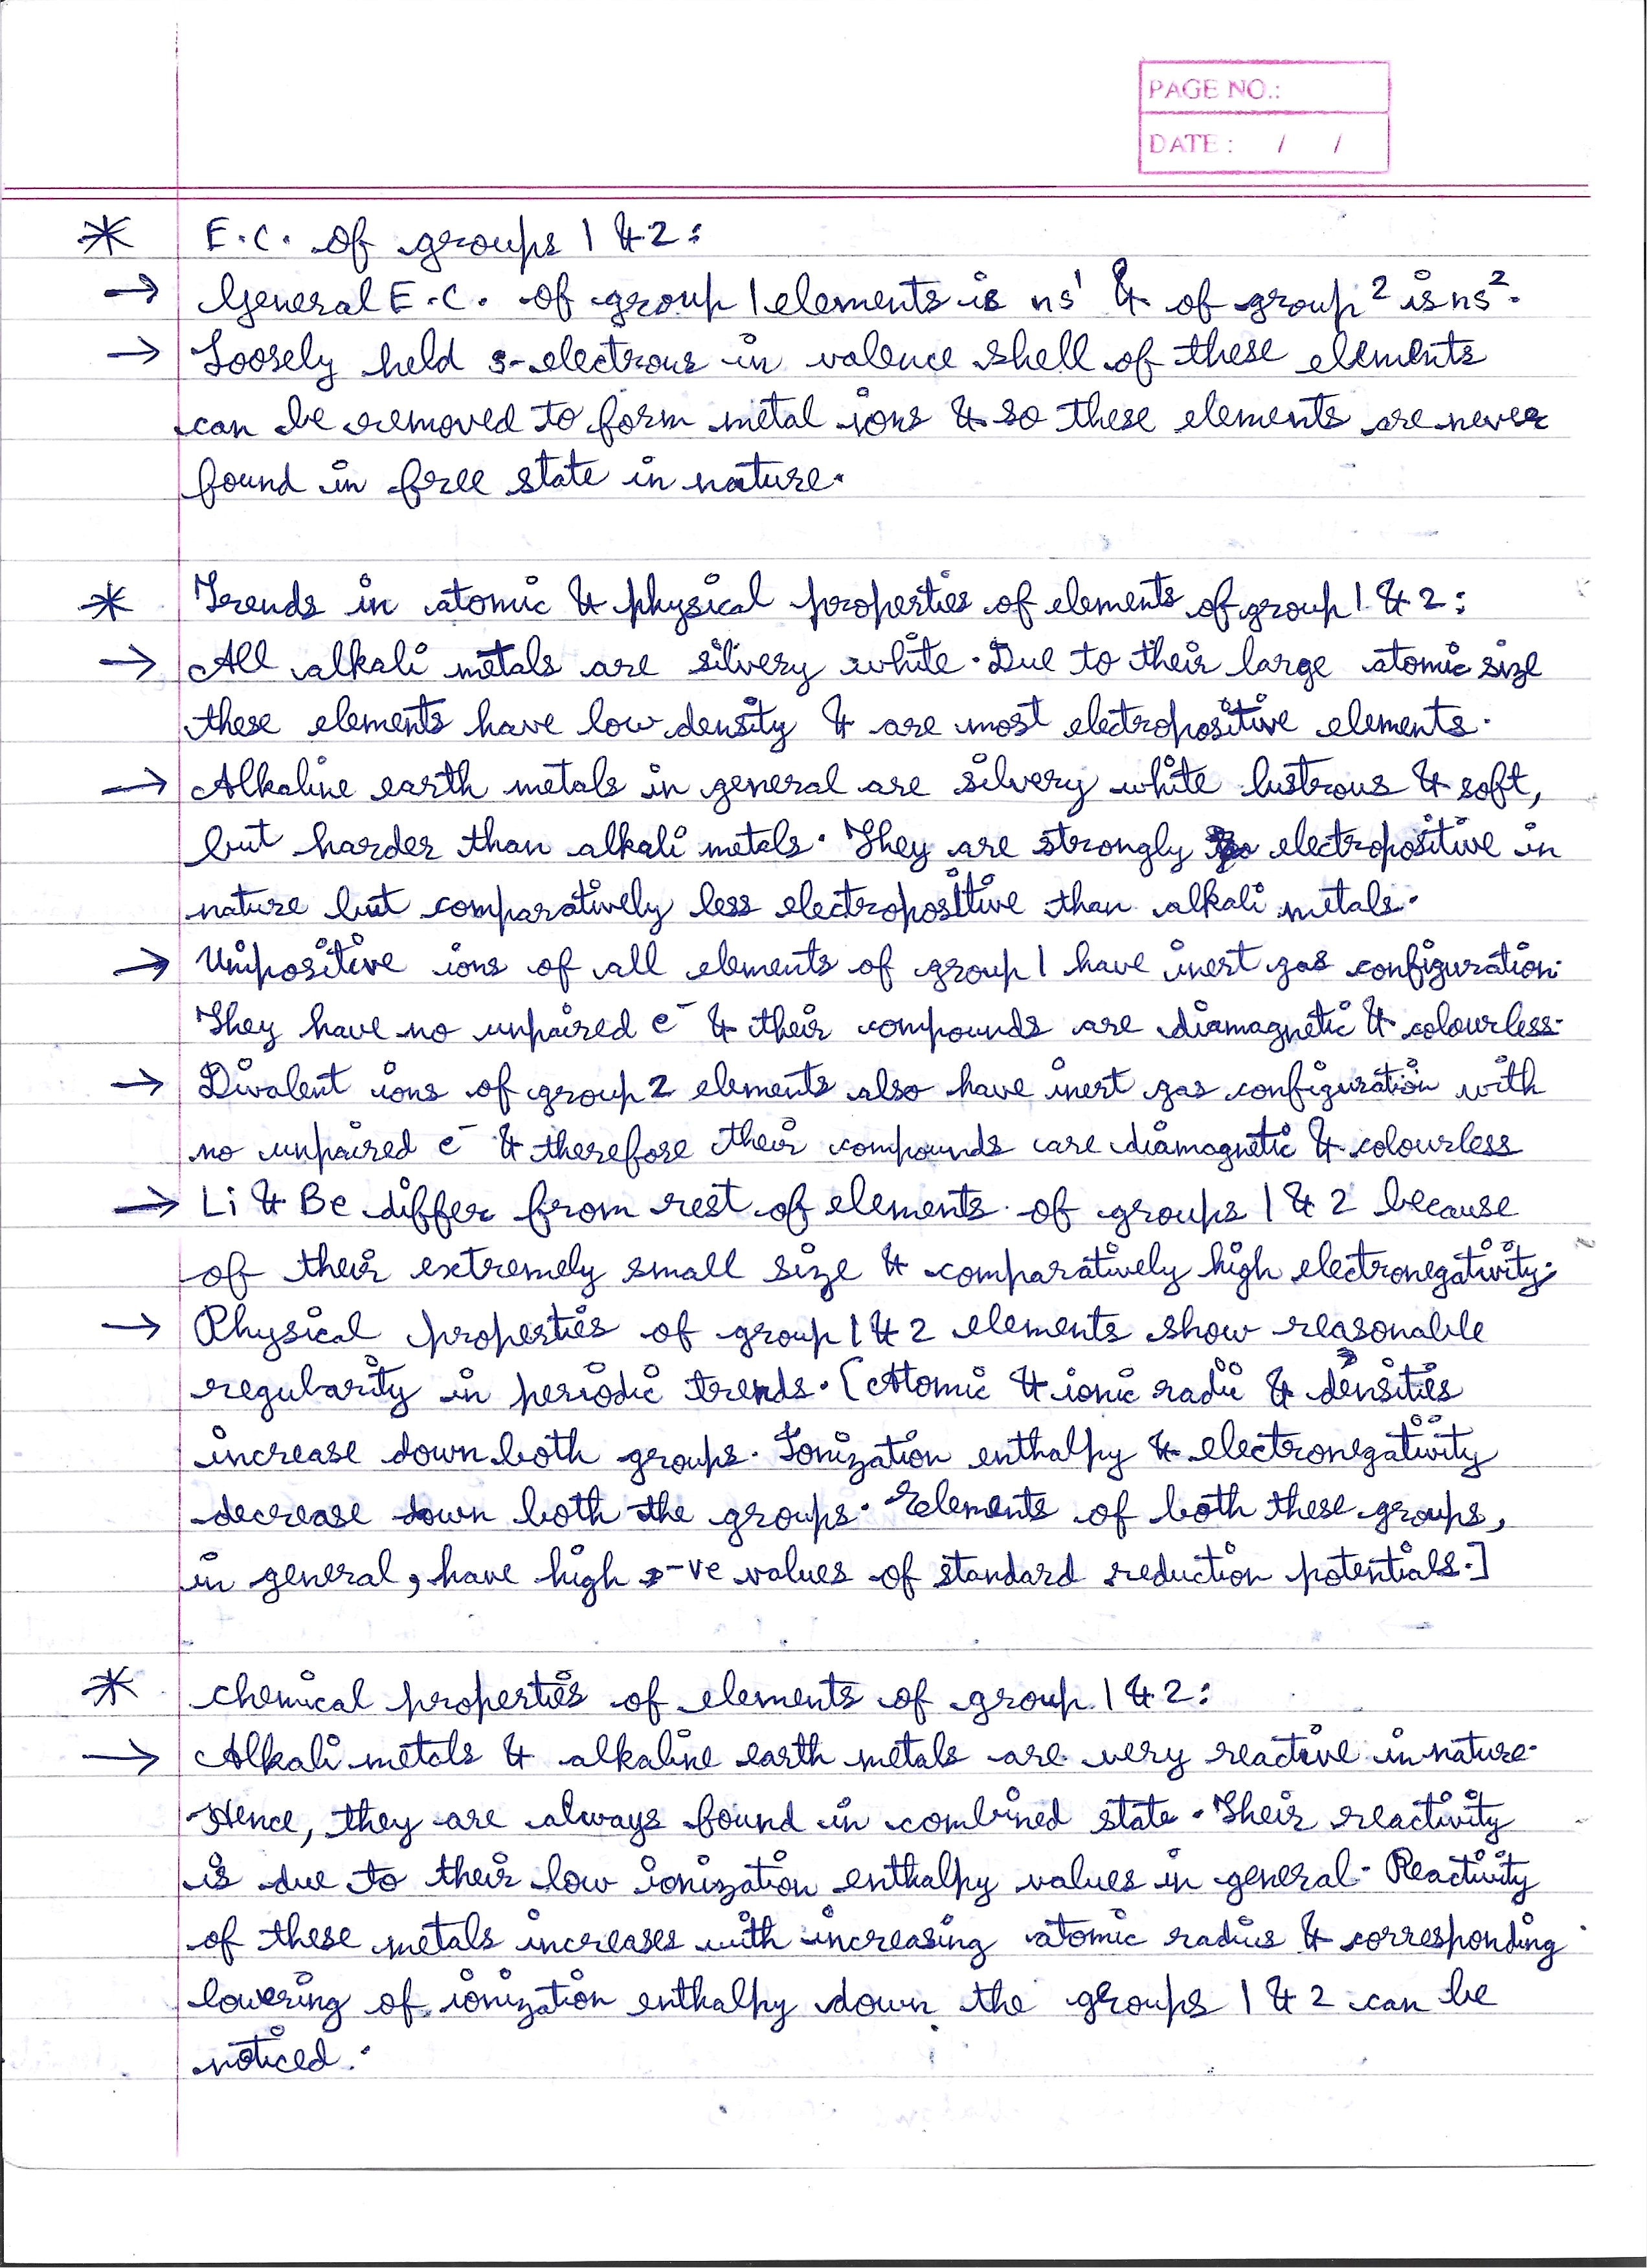 PAGE NO.:
DATE : / /
* E.C. of groups 1 & 2:
→ General E.C. of group 1 elements is ns¹ & of group 2 is ns².
→ Loosely held s-electrons in valence shell of these elements
can be removed to form metal ions & so these elements are never
found in free state in nature.
* Trends in atomic & physical properties of elements of group 1 & 2:
→ All alkali metals are silvery white. Due to their large atomic size
these elements have low density & are most electropositive elements.
→ Alkaline earth metals in general are silvery white lustrous & soft,
but harder than alkali metals. They are strongly electropositive in
nature but comparatively less electropositive than alkali metals.
→ Unipositive ions of all elements of group 1 have inert gas configuration.
They have no unpaired e⁻ & their compounds are diamagnetic & colourless.
→ Divalent ions of group 2 elements also have inert gas configuration with
no unpaired e⁻ & therefore their compounds are diamagnetic & colourless
→ Li & Be differ from rest of elements of groups 1 & 2 because
of their extremely small size & comparatively high electronegativity.
→ Physical properties of group 1 & 2 elements show reasonable
regularity in periodic trends. [Atomic & ionic radii & densities
increase down both groups. Ionization enthalpy & electronegativity
decrease down both the groups. Elements of both these groups,
in general, have high -ve values of standard reduction potentials.]
* Chemical properties of elements of group 1 & 2:
→ Alkali metals & alkaline earth metals are very reactive in nature.
Hence, they are always found in combined state. Their reactivity
is due to their low ionization enthalpy values in general. Reactivity
of these metals increases with increasing atomic radius & corresponding
lowering of ionization enthalpy down the groups 1 & 2 can be
noticed.